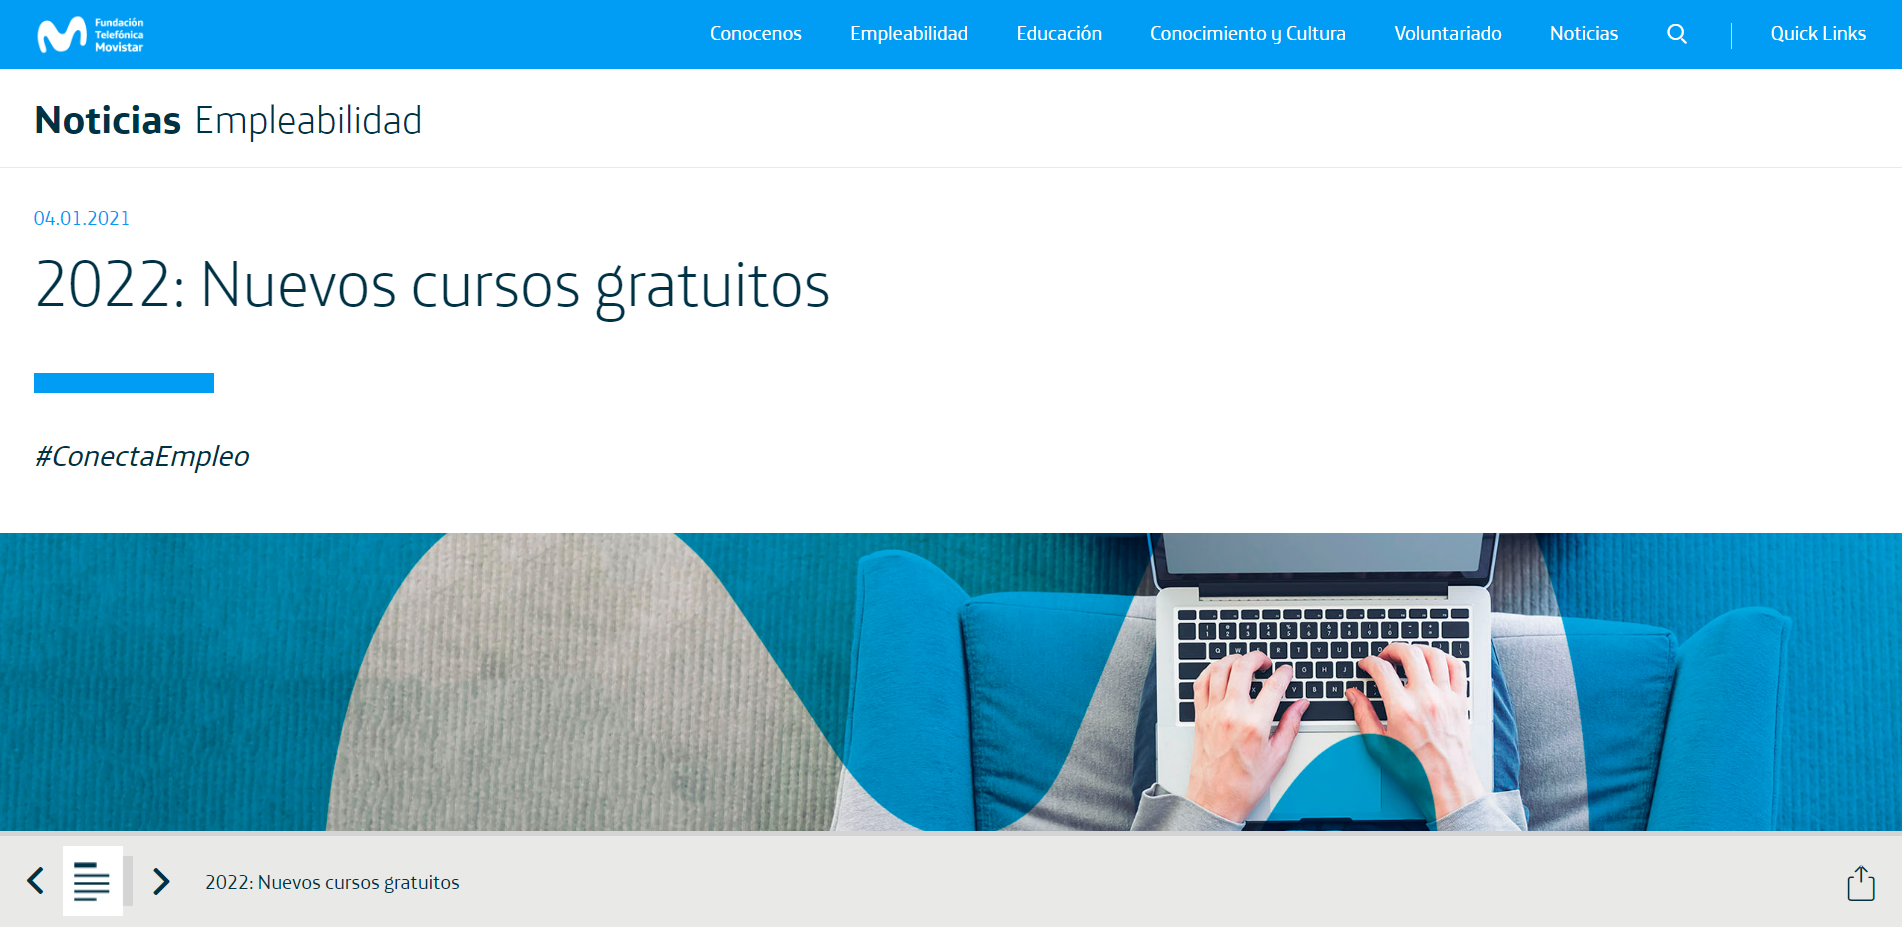 Fundación
Telefónica
Movistar
Conocenos Empleabilidad Educación Conocimiento y Cultura Voluntariado Noticias Quick Links
Noticias Empleabilidad
04.01.2021
2022: Nuevos cursos gratuitos
#ConectaEmpleo
2022: Nuevos cursos gratuitos